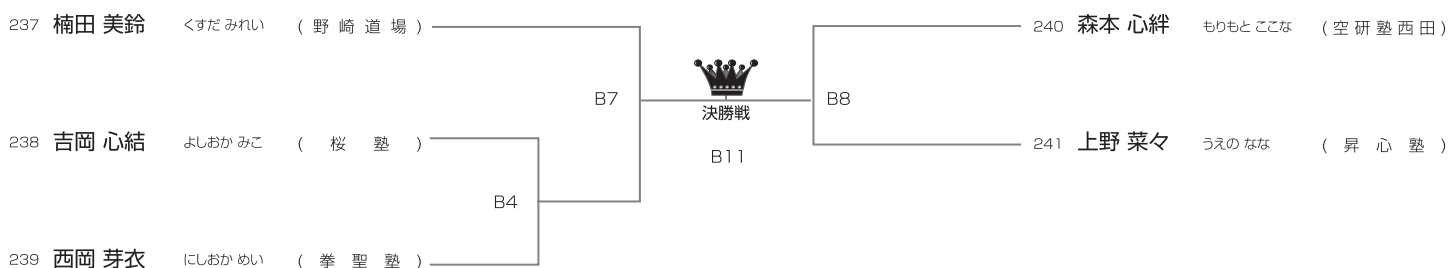 237 楠田 美鈴 くすだ みれい (野崎道場)
238 吉岡 心結 よしおか みこ (桜塾)
239 西岡 芽衣 にしおか めい (拳聖塾)
B4
B7
決勝戦
B11
B8
240 森本 心絆 もりもと ここな (空研塾西田)
241 上野 菜々 うえの なな (昇心塾)